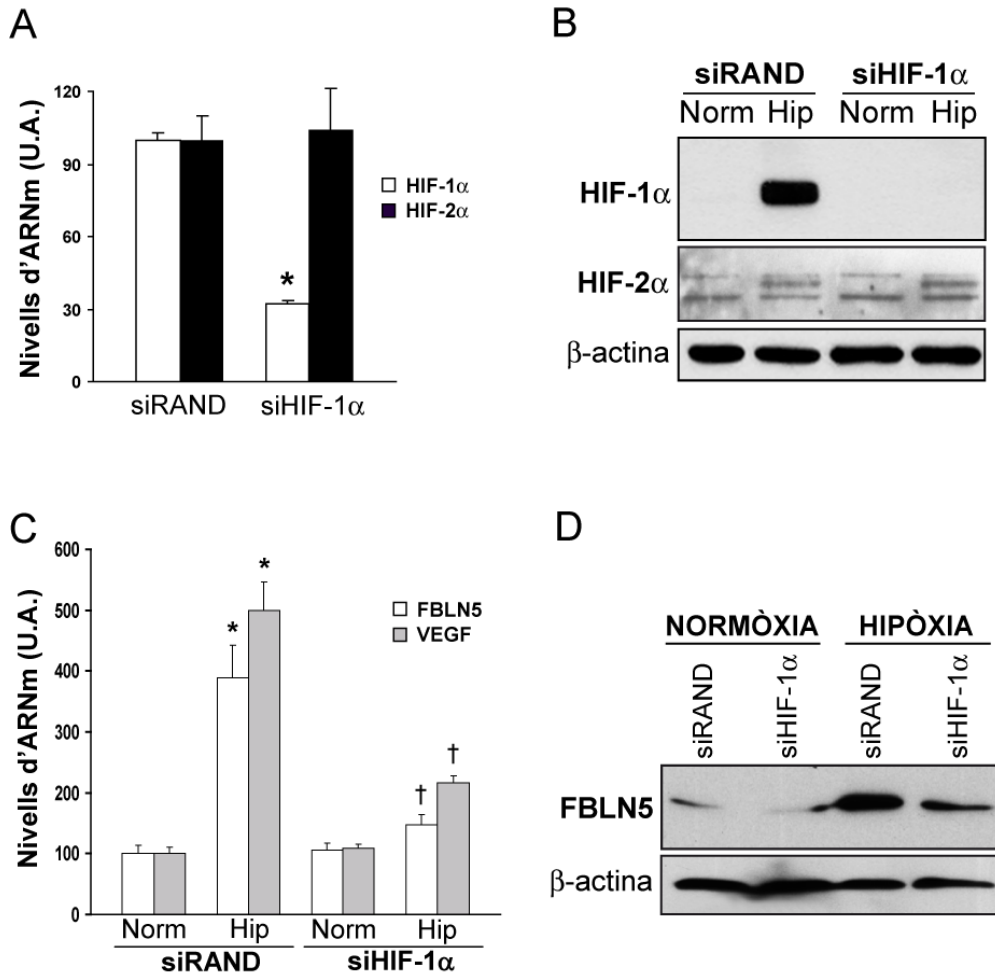 A
Nivells d'ARNm (U.A.)
120
90
60
30
0
*
siRAND siHIF-1α
HIF-1α
HIF-2α
B
siRAND siHIF-1α
Norm Hip Norm Hip
HIF-1α
HIF-2α
β-actina
C
Nivells d'ARNm (U.A.)
600
500
400
300
200
100
0
* *
† †
FBLN5
VEGF
Norm Hip Norm Hip
siRAND siHIF-1α
D
NORMÒXIA HIPÒXIA
siRAND siHIF-1α siRAND siHIF-1α
FBLN5
β-actina